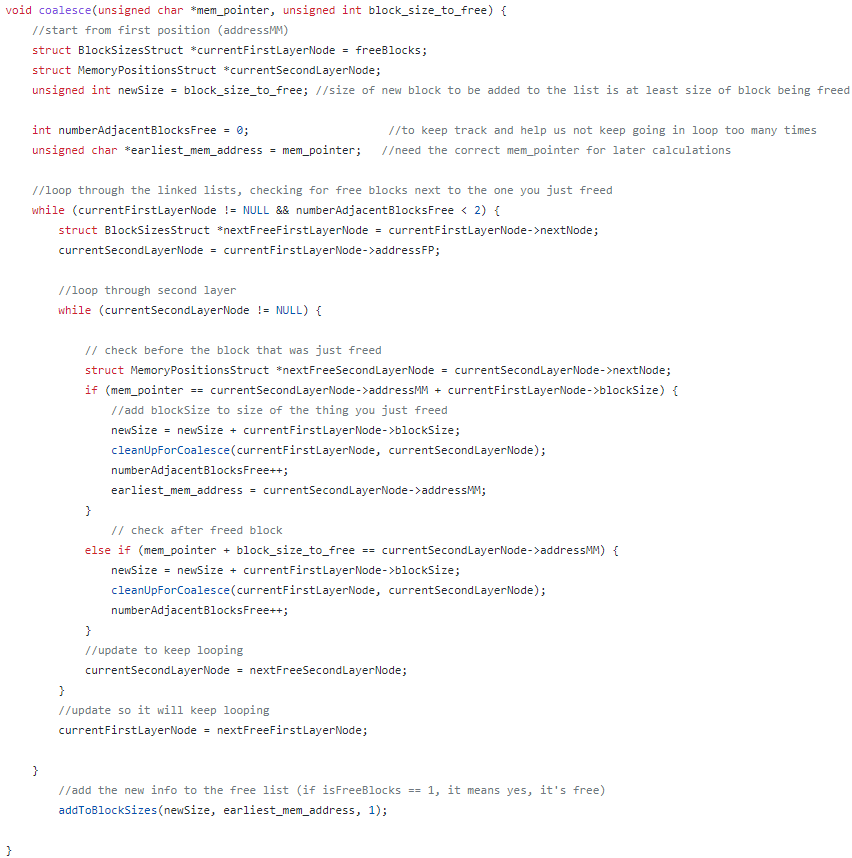 void coalesce(unsigned char *mem_pointer, unsigned int block_size_to_free) {
    //start from first position (addressMM)
    struct BlockSizesStruct *currentFirstLayerNode = freeBlocks;
    struct MemoryPositionsStruct *currentSecondLayerNode;
    unsigned int newSize = block_size_to_free; //size of new block to be added to the list is at least size of block being freed

    int numberAdjacentBlocksFree = 0;                     //to keep track and help us not keep going in loop too many times
    unsigned char *earliest_mem_address = mem_pointer;   //need the correct mem_pointer for later calculations

    //loop through the linked lists, checking for free blocks next to the one you just freed
    while (currentFirstLayerNode != NULL && numberAdjacentBlocksFree < 2) {
        struct BlockSizesStruct *nextFreeFirstLayerNode = currentFirstLayerNode->nextNode;
        currentSecondLayerNode = currentFirstLayerNode->addressFP;

        //loop through second layer
        while (currentSecondLayerNode != NULL) {

            // check before the block that was just freed
            struct MemoryPositionsStruct *nextFreeSecondLayerNode = currentSecondLayerNode->nextNode;
            if (mem_pointer == currentSecondLayerNode->addressMM + currentFirstLayerNode->blockSize) {
                //add blockSize to size of the thing you just freed
                newSize = newSize + currentFirstLayerNode->blockSize;
                cleanUpForCoalesce(currentFirstLayerNode, currentSecondLayerNode);
                numberAdjacentBlocksFree++;
                earliest_mem_address = currentSecondLayerNode->addressMM;
            }
                // check after freed block
            else if (mem_pointer + block_size_to_free == currentSecondLayerNode->addressMM) {
                newSize = newSize + currentFirstLayerNode->blockSize;
                cleanUpForCoalesce(currentFirstLayerNode, currentSecondLayerNode);
                numberAdjacentBlocksFree++;
            }
            //update to keep looping
            currentSecondLayerNode = nextFreeSecondLayerNode;
        }
        //update so it will keep looping
        currentFirstLayerNode = nextFreeFirstLayerNode;

    }
        //add the new info to the free list (if isFreeBlocks == 1, it means yes, it's free)
        addToBlockSizes(newSize, earliest_mem_address, 1);

}